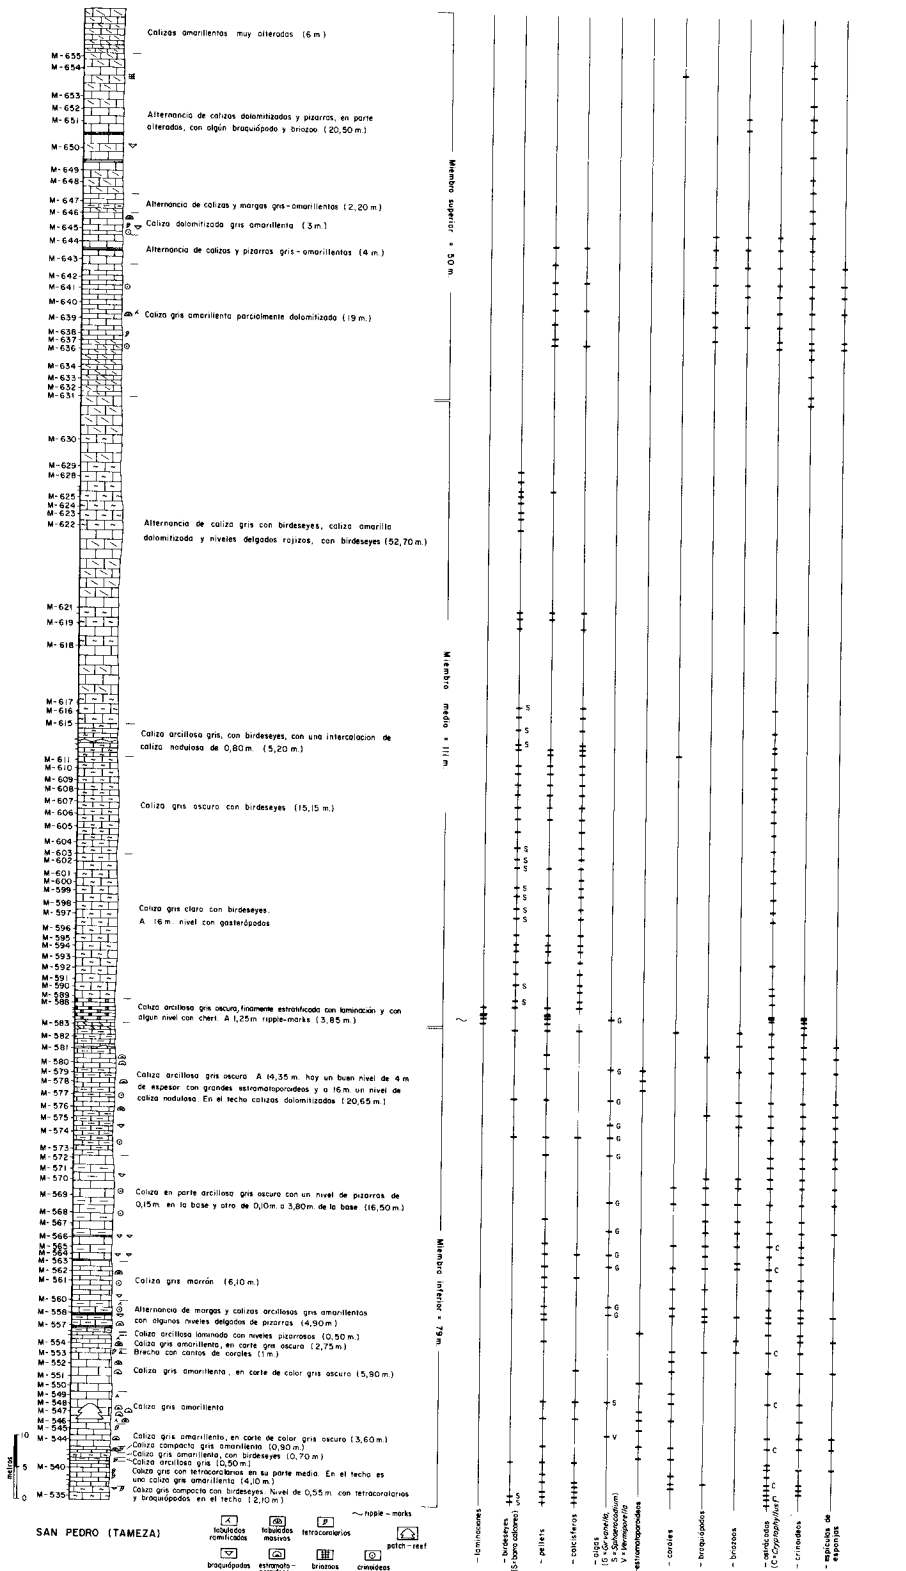 Calizas amarillentas muy alteradas (6 m)
M-655
M-654
M-653
M-652
M-651
Alternancia de calizas dolomitizadas y pizarras, en parte
alteradas, con algún braquiópodo y briozoo (20,50 m.)
M-650
M-649
M-648
M-647
M-646
Alternancia de calizas y margas gris-amarillentas (2,20 m.)
M-645
Caliza dolomitizada gris amarillenta (3 m.)
M-644
Alternancia de calizas y pizarras gris-amarillentas (4 m.)
M-643
M-642
M-641
M-640
M-639
Caliza gris amarillenta parcialmente dolomitizada (19 m.)
M-638
M-637
M-636
M-634
M-633
M-632
M-631
Miembro superior = 50 m
M-630
M-629
M-628
M-625
M-624
M-623
M-622
Alternancia de caliza gris con birdeseyes, caliza amarilla
dolomitizada y niveles delgados rojizos, con birdeseyes (52,70 m.)
M-621
M-619
M-618
M-617
M-616
M-615
Caliza arcillosa gris, con birdeseyes, con una intercalacion de
caliza nodulosa de 0,80 m. (5,20 m.)
Miembro medio = 111 m
M-611
M-610
M-609
M-608
M-607
M-606
Caliza gris oscuro con birdeseyes (15,15 m.)
M-605
M-604
M-603
M-602
M-601
M-600
M-599
M-598
M-597
Caliza gris claro con birdeseyes.
A 16 m. nivel con gasterópodos
M-596
M-595
M-594
M-593
M-592
M-591
M-590
M-589
M-588
Caliza arcillosa gris oscura, finamente estratificada con laminación y con
algun nivel con chert. A 1,25 m ripple-marks (3,85 m.)
M-583
M-582
M-581
M-580
M-579
M-578
Caliza arcillosa gris oscura A 14,35 m. hay un buen nivel de 4 m
de espesor con grandes estromatoporoideos y a 16 m. un nivel de
caliza nodulosa. En el techo calizas dolomitizadas (20,65 m.)
M-577
M-576
M-575
M-574
M-573
M-572
M-571
M-570
M-569
Caliza en parte arcillosa gris oscura con un nivel de pizarras de
0,15 m. en la base y otro de 0,10 m. a 3,80 m. de la base (16,50 m.)
M-568
M-567
M-566
M-565
M-564
M-563
M-562
M-561
Caliza gris marrón (6,10 m.)
M-560
M-558
Alternancia de margas y calizas arcillosas gris amarillentas
con algunos niveles delgados de pizarras (4,90 m.)
M-557
Miembro inferior = 79 m
Caliza arcillosa laminada con niveles pizarrosos (0,50 m.)
M-554
Caliza gris amarillenta, en corte gris oscura (2,75 m.)
M-553
Brecha con cantos de corales (1 m.)
M-552
M-551
Caliza gris amarillenta, en corte de color gris oscuro (5,90 m.)
M-550
M-549
M-548
M-547
Caliza gris amarillenta
M-546
M-545
M-544
Caliza gris amarillenta, en corte de color gris oscuro (3,60 m.)
Caliza compacta gris amarillenta (0,90 m.)
Caliza gris amarillenta, con birdeseyes (0,70 m.)
Caliza arcillosa gris (0,50 m.)
M-540
Caliza gris con tetracoralarios en su parte media. En el techo es
una caliza gris amarillenta (4,10 m.)
M-535
Caliza gris compacta con birdeseyes. Nivel de 0,55 m. con tetracoralarios
y braquiópodos en el techo (2,10 m.)
10
5
0
metros
S
S
S
S
S
S
S
S
S
S
S
S
G
G
G
G
G
G
G
G
G
G
G
G
C
C
S
C
V
C
C
S
S
C
ripple-marks
SAN PEDRO (TAMEZA)
tabulados
ramificados
tabulados
masivos
tetracoralarios
patch-reef
braquiópodos
estromato-
briozoos
crinoideos
- laminaciones
- birdeseyes
(S=barro calcareo)
- pellets
- calcisferas
- algas
(G=Girvanella,
S=Sphaerocodium)
V=Vermiporella
- estromatoporoideos
- corales
- braquiópodos
- briozoos
- ostrácodos
(C=Cryptophyllus)
- crinoideos
- espículas de
esponjas